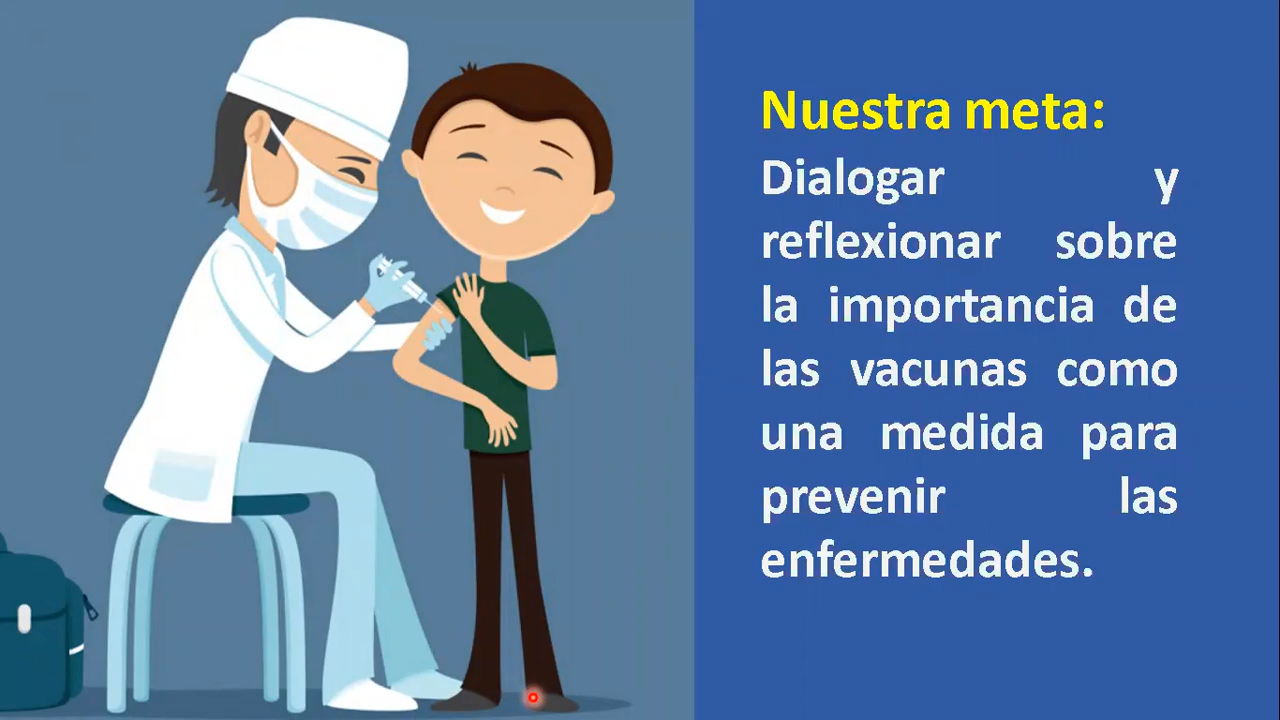 Nuestra meta:
Dialogar y
reflexionar sobre
la importancia de
las vacunas como
una medida para
prevenir las
enfermedades.